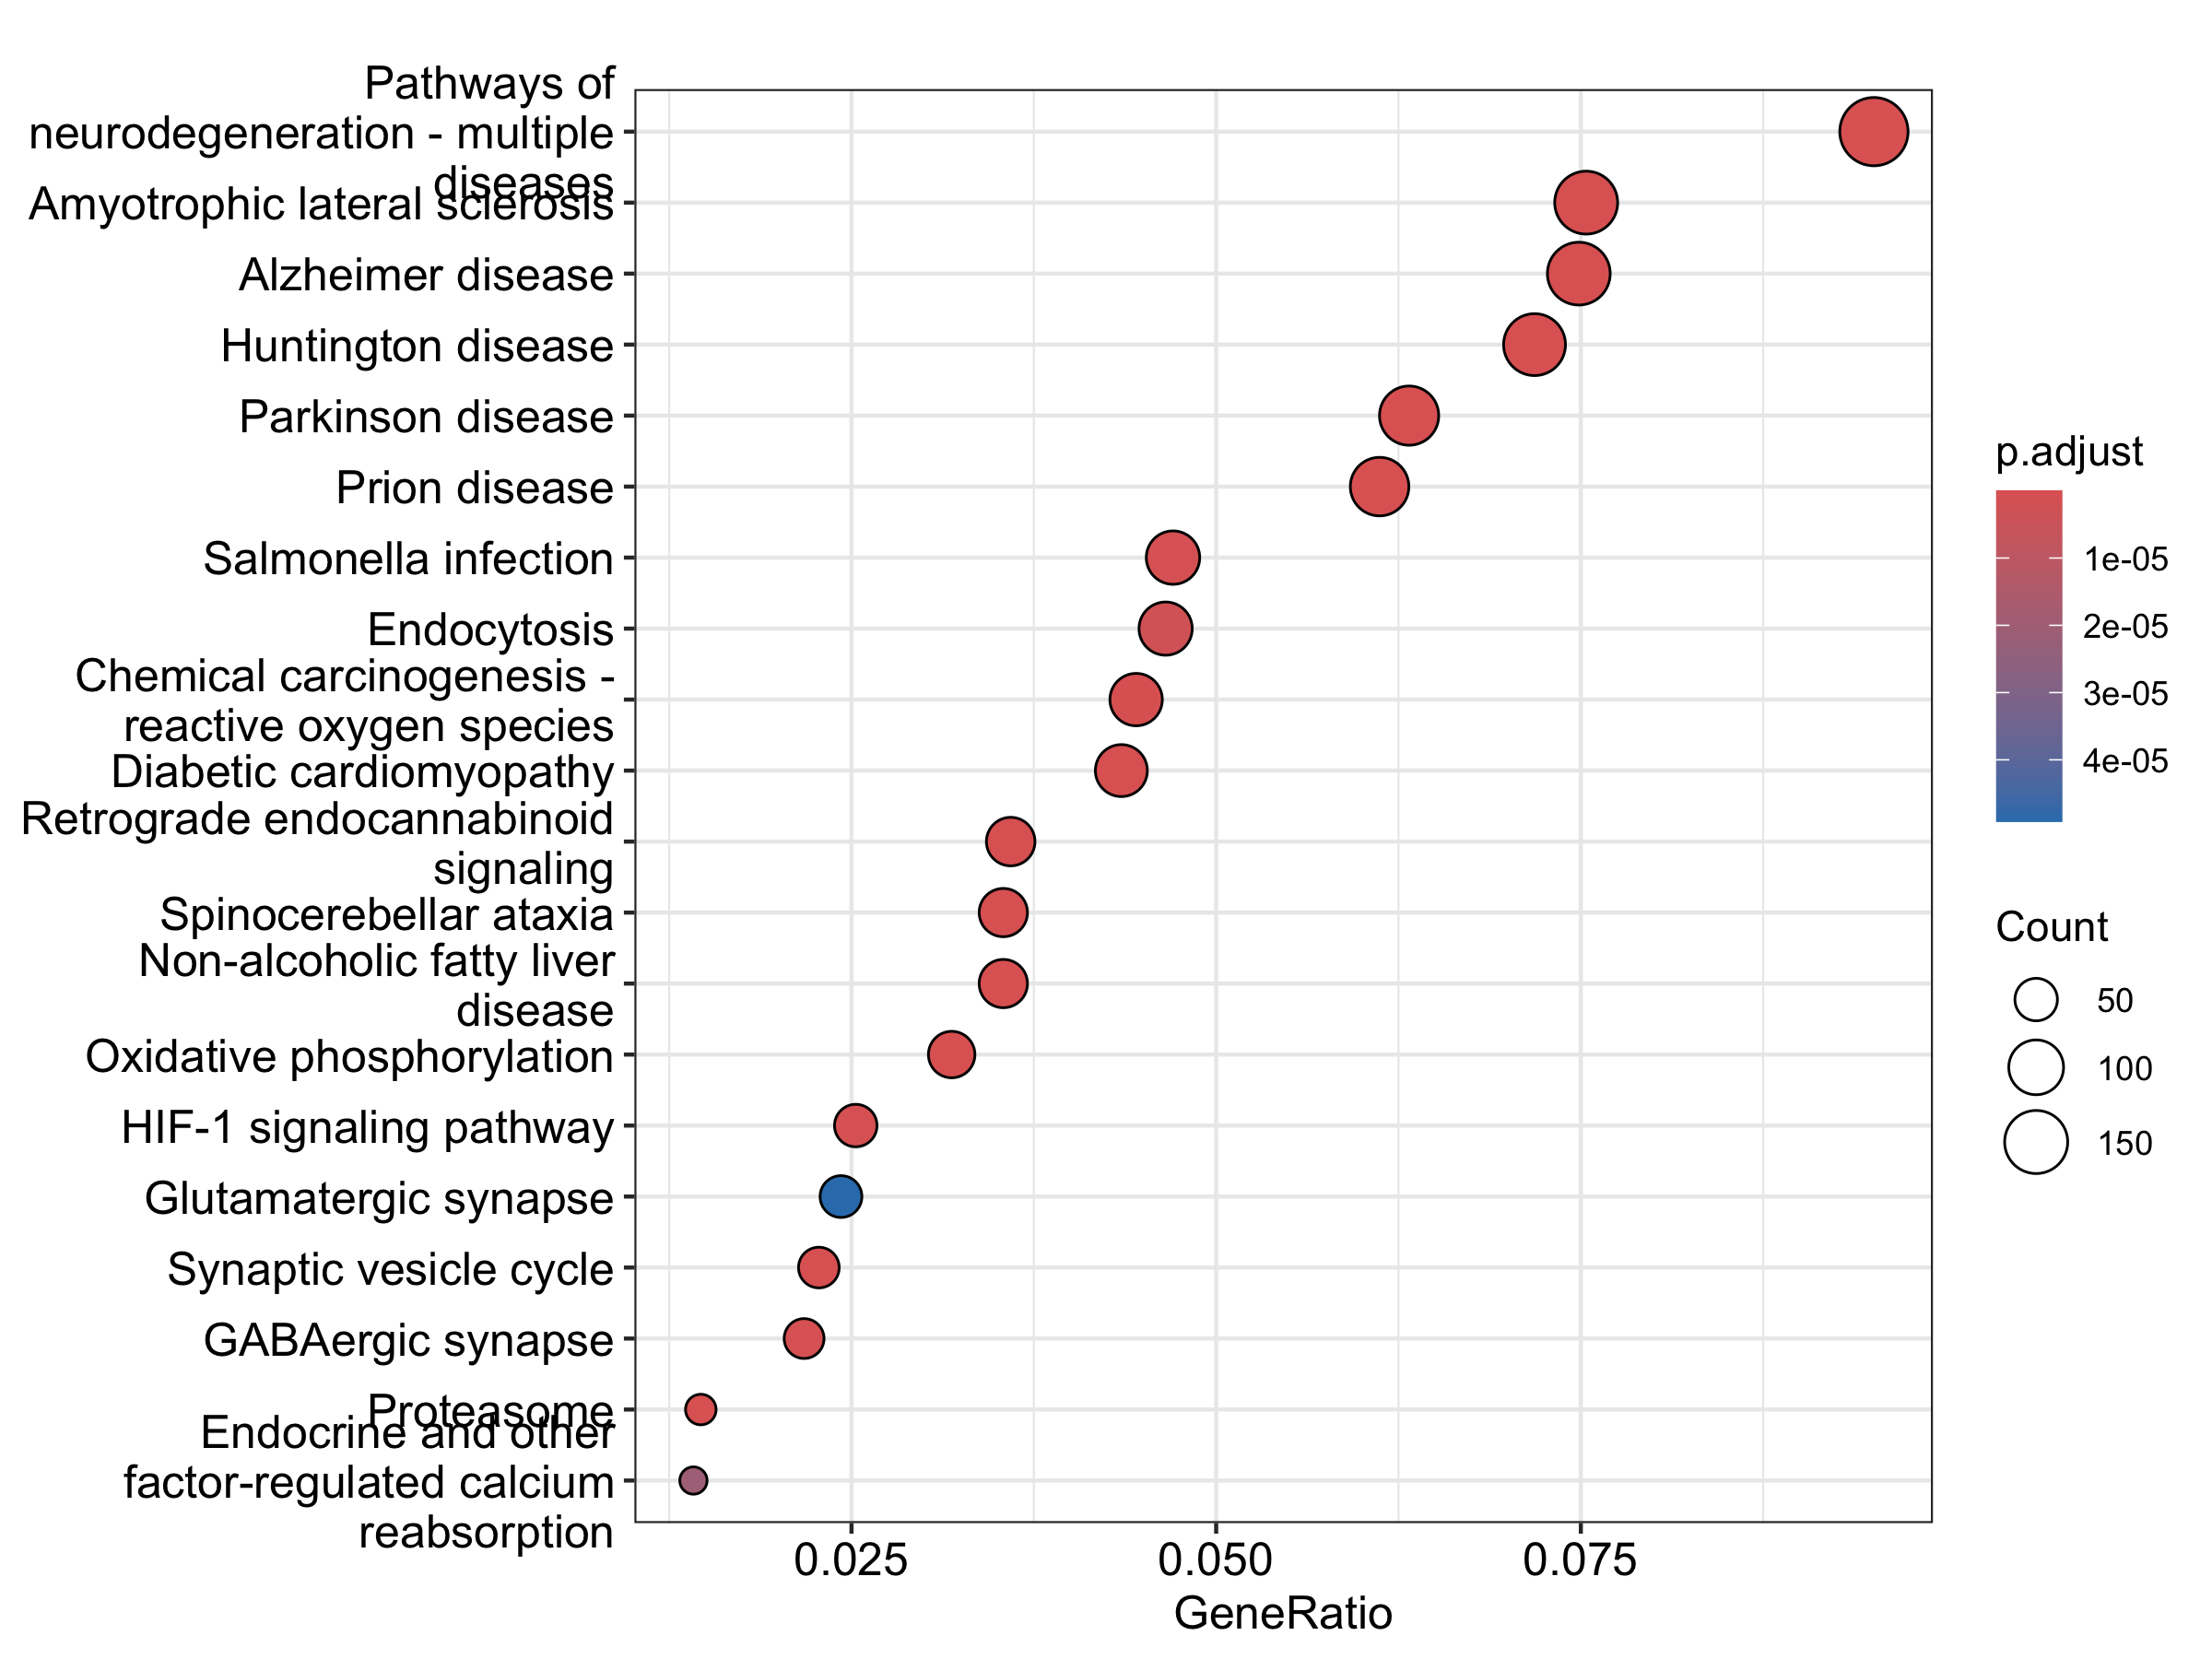 Pathways of
neurodegeneration - multiple
diseases
Amyotrophic lateral sclerosis
Alzheimer disease
Huntington disease
Parkinson disease
Prion disease
Salmonella infection
Endocytosis
Chemical carcinogenesis -
reactive oxygen species
Diabetic cardiomyopathy
Retrograde endocannabinoid
signaling
Spinocerebellar ataxia
Non-alcoholic fatty liver
disease
Oxidative phosphorylation
HIF-1 signaling pathway
Glutamatergic synapse
Synaptic vesicle cycle
GABAergic synapse
Proteasome
Endocrine and other
factor-regulated calcium
reabsorption
0.025 0.050 0.075
GeneRatio
p.adjust
1e-05
2e-05
3e-05
4e-05
Count
50
100
150